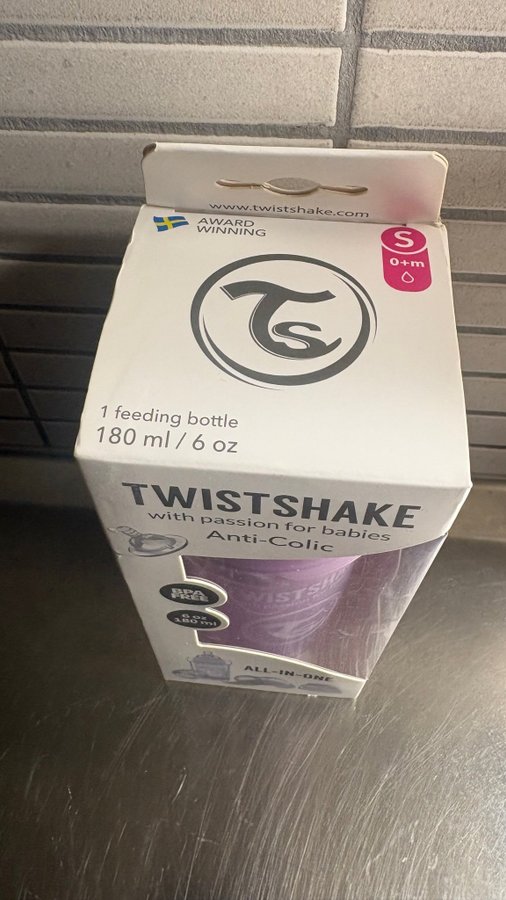 www.twistshake.com
AWARD
WINNING
S
0+m
Ts
1 feeding bottle
180 ml / 6 oz
TWISTSHAKE
with passion for babies
Anti-Colic
TWISTSHAKE
BPA
FREE
6 oz
180 ml
ALL-IN-ONE